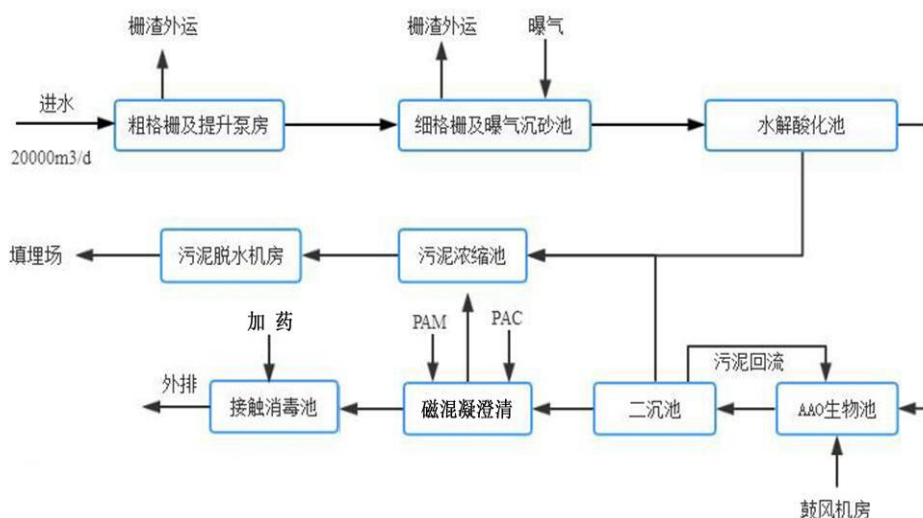 栅渣外运
栅渣外运
曝气
进水
粗格栅及提升泵房
细格栅及曝气沉砂池
水解酸化池
20000m3/d
填埋场
污泥脱水机房
污泥浓缩池
加 药
PAM
PAC
污泥回流
外排
接触消毒池
磁混凝澄清
二沉池
AAO生物池
鼓风机房